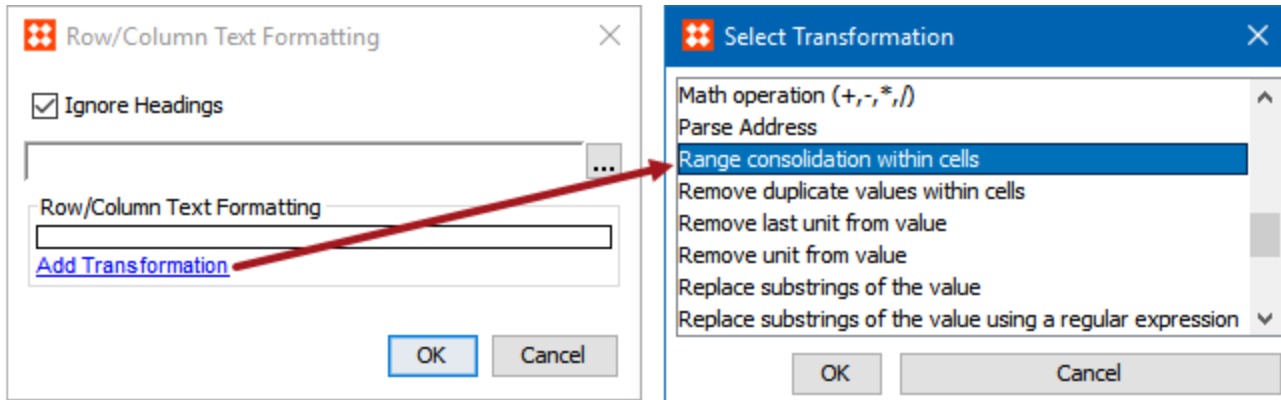 Row/Column Text Formatting
Ignore Headings
...
Row/Column Text Formatting
Add Transformation
OK
Cancel
Select Transformation
Math operation (+,-,*,/)
Parse Address
Range consolidation within cells
Remove duplicate values within cells
Remove last unit from value
Remove unit from value
Replace substrings of the value
Replace substrings of the value using a regular expression
OK
Cancel